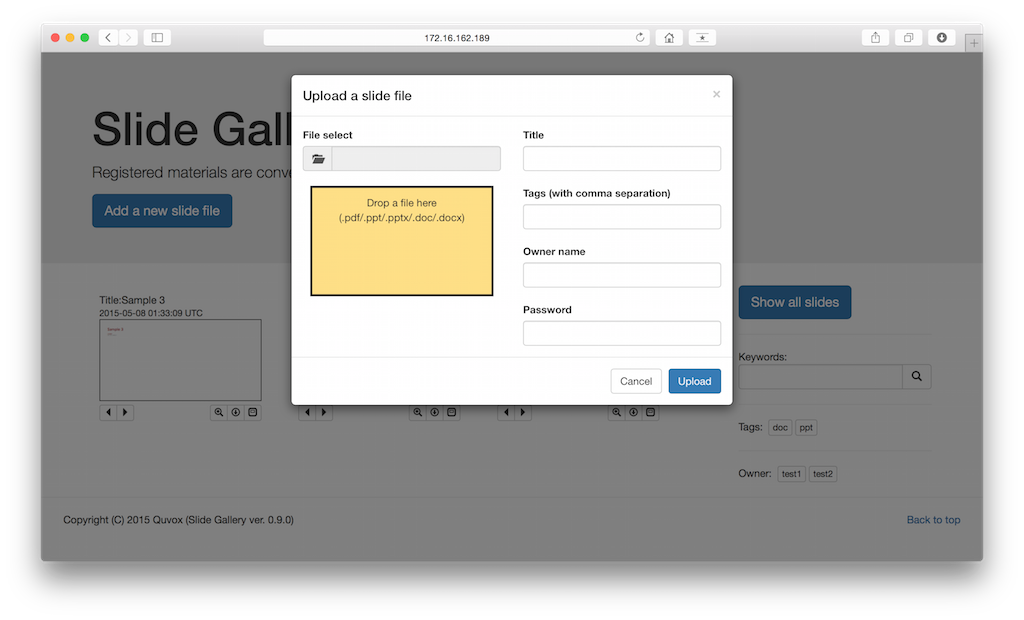 172.16.162.189
Upload a slide file
×
Slide Gall
Registered materials are conve
Add a new slide file
File select
Drop a file here
(.pdf/.ppt/.pptx/.doc/.docx)
Title
Tags (with comma separation)
Owner name
Password
Cancel
Upload
Title:Sample 3
2015-05-08 01:33:09 UTC
Sample 3
Show all slides
Keywords:
Tags: doc ppt
Owner: test1 test2
Copyright (C) 2015 Quvox (Slide Gallery ver. 0.9.0)
Back to top